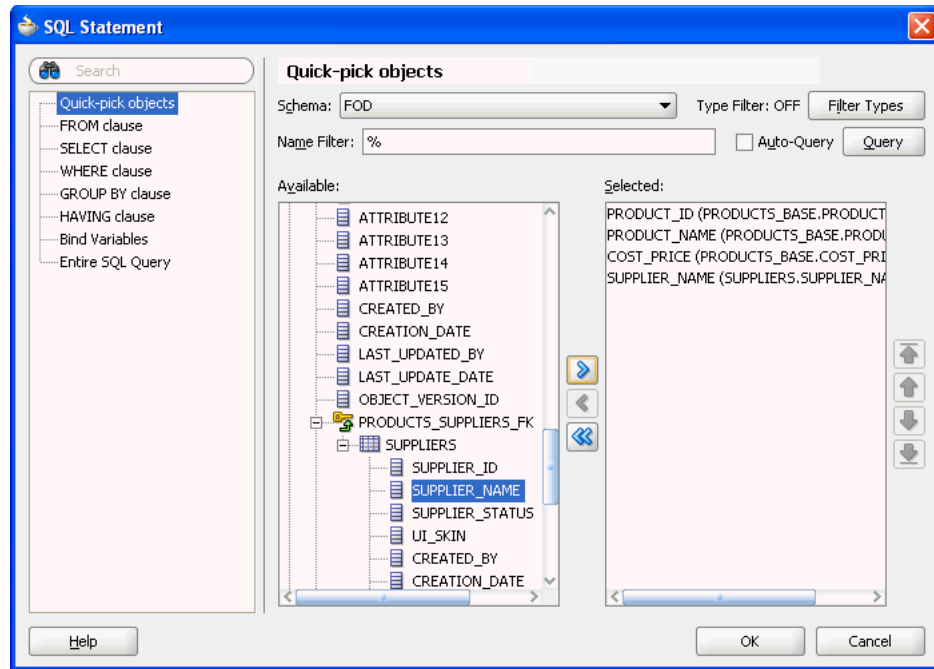 SQL Statement
Search
Quick-pick objects
FROM clause
SELECT clause
WHERE clause
GROUP BY clause
HAVING clause
Bind Variables
Entire SQL Query
Quick-pick objects
Schema: FOD Type Filter: OFF Filter Types
Name Filter: % Auto-Query Query
Available:
ATTRIBUTE12
ATTRIBUTE13
ATTRIBUTE14
ATTRIBUTE15
CREATED_BY
CREATION_DATE
LAST_UPDATED_BY
LAST_UPDATE_DATE
OBJECT_VERSION_ID
PRODUCTS_SUPPLIERS_FK
SUPPLIERS
SUPPLIER_ID
SUPPLIER_NAME
SUPPLIER_STATUS
UI_SKIN
CREATED_BY
CREATION_DATE
Selected:
PRODUCT_ID (PRODUCTS_BASE.PRODUCT
PRODUCT_NAME (PRODUCTS_BASE.PRODU
COST_PRICE (PRODUCTS_BASE.COST_PRI
SUPPLIER_NAME (SUPPLIERS.SUPPLIER_NA
Help OK Cancel